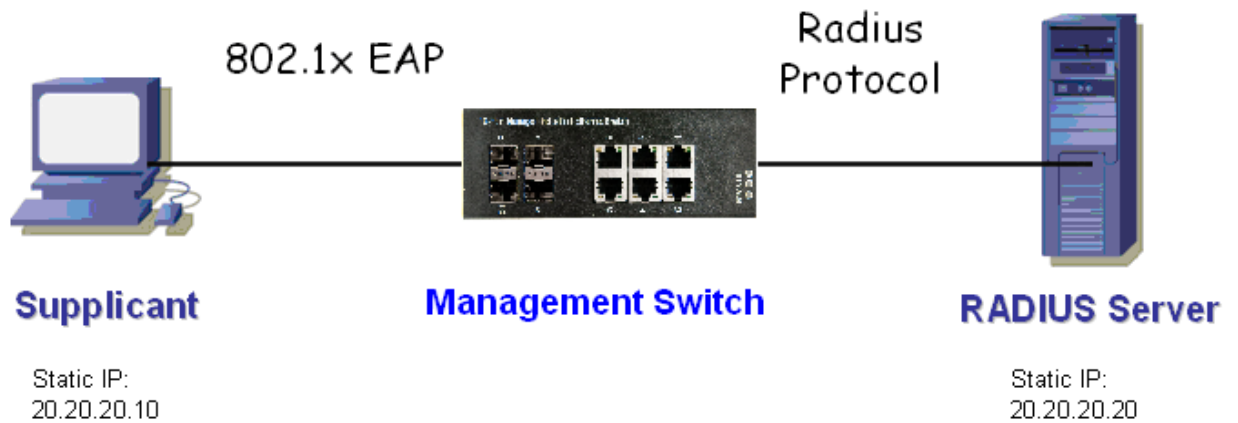 802.1x EAP
Radius
Protocol
Supplicant
Management Switch
RADIUS Server
Static IP:
20.20.20.10
Static IP:
20.20.20.20